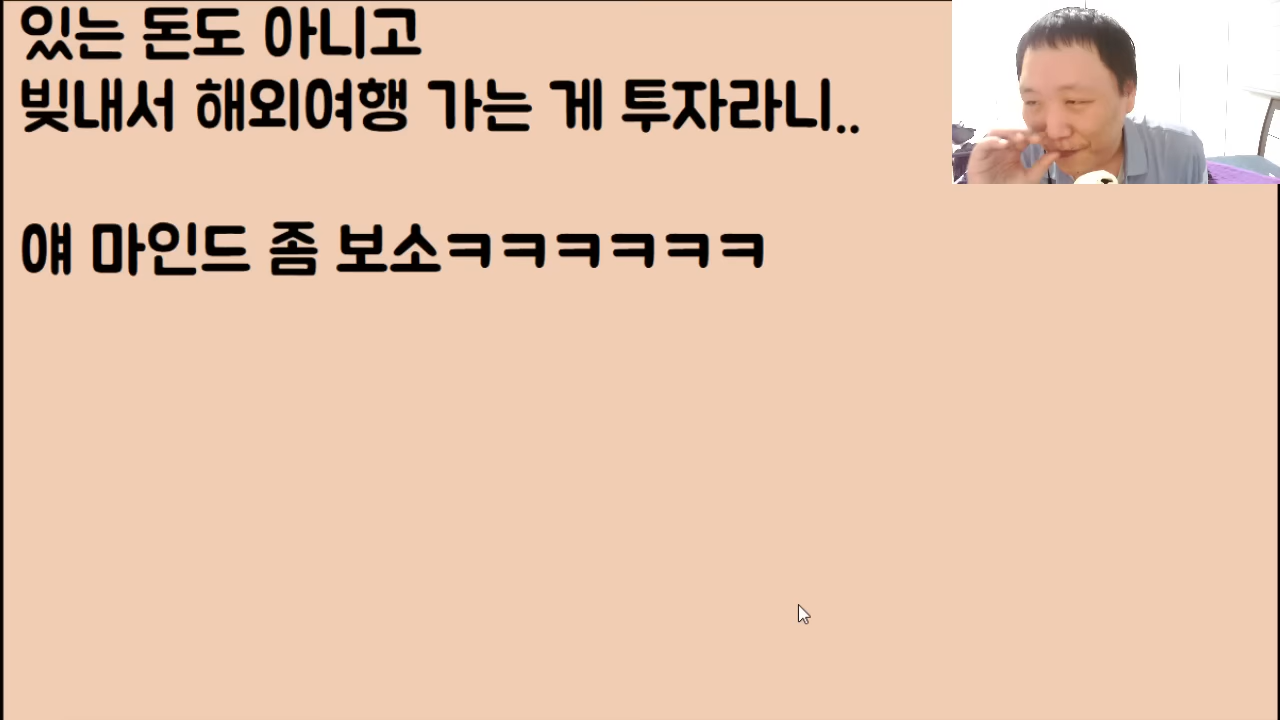 있는 돈도 아니고
빚내서 해외여행 가는 게 투자라니..
얘 마인드 좀 보소ㅋㅋㅋㅋㅋㅋ